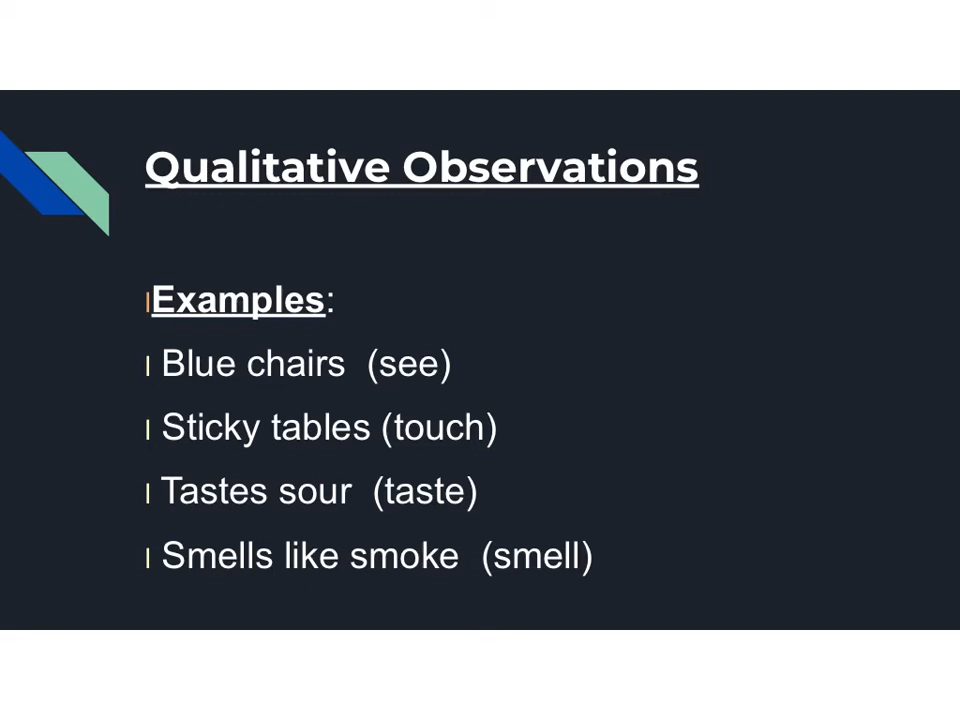 Qualitative Observations
Examples:
Blue chairs (see)
Sticky tables (touch)
Tastes sour (taste)
Smells like smoke (smell)